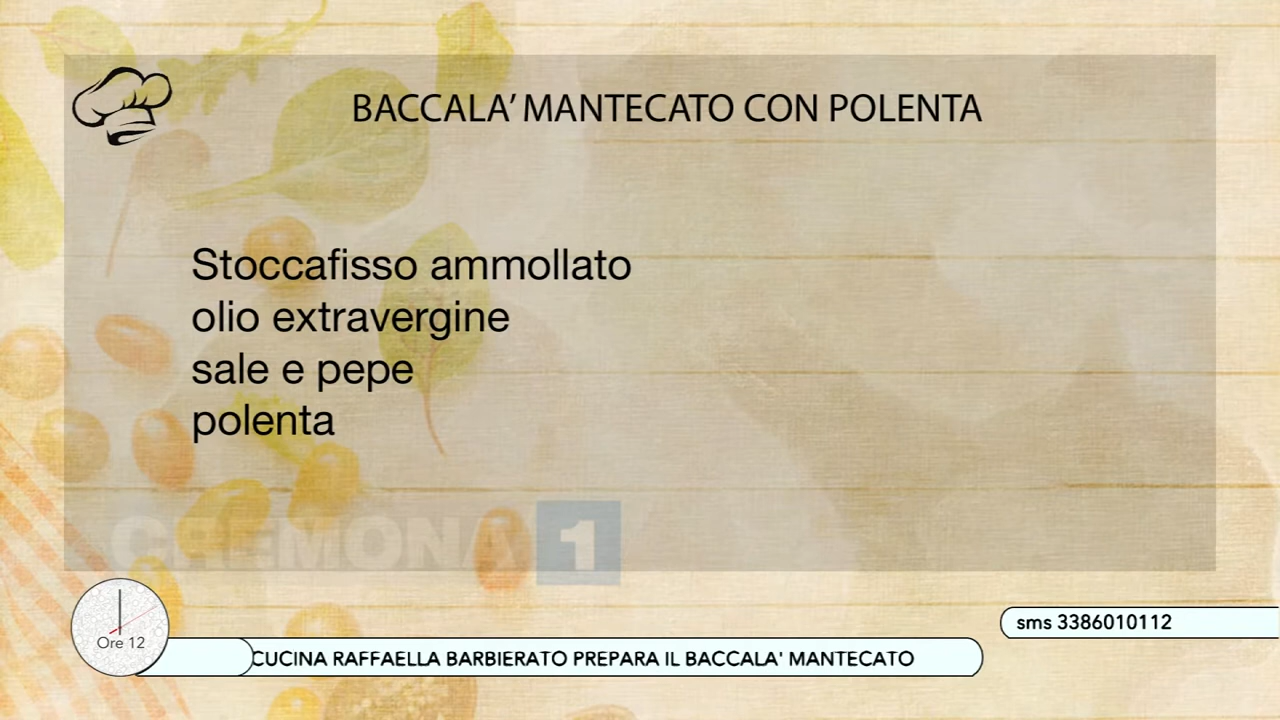 BACCALA’ MANTECATO CON POLENTA
Stoccafisso ammollato
olio extravergine
sale e pepe
polenta
CREMONA 1
sms 3386010112
Ore 12
CUCINA RAFFAELLA BARBIERATO PREPARA IL BACCALA' MANTECATO